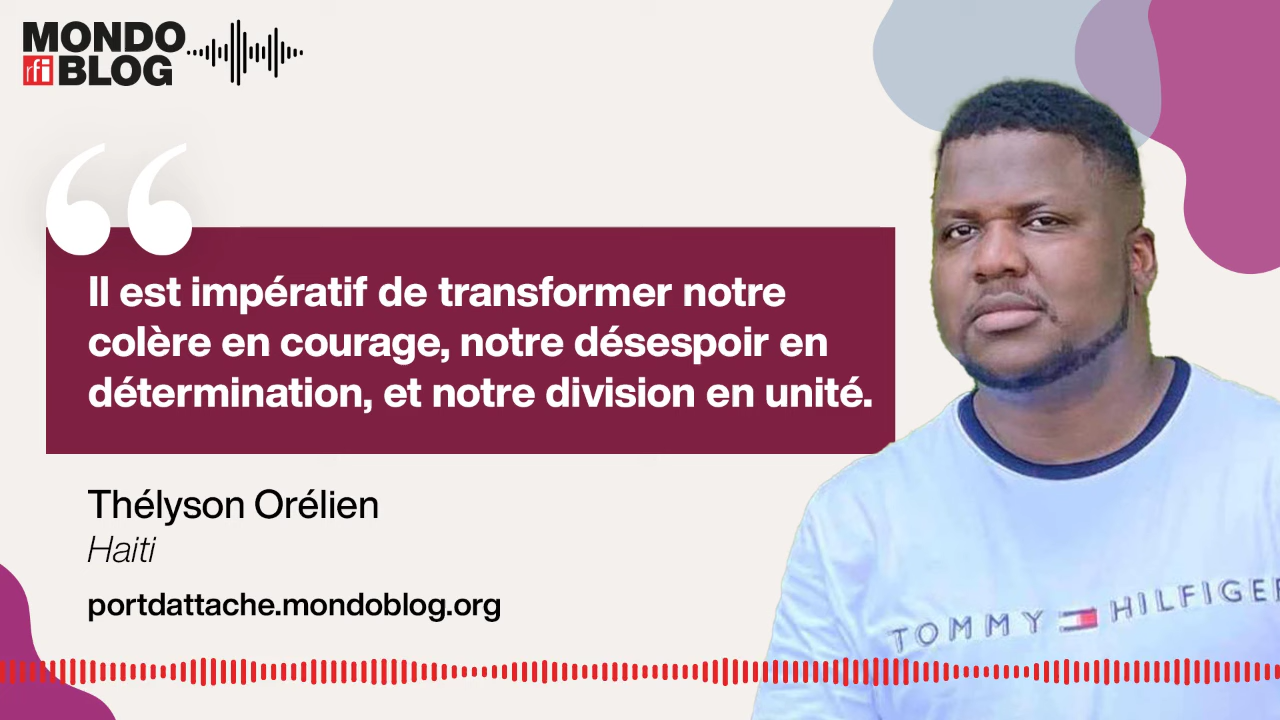 MONDO
rfi BLOG
Il est impératif de transformer notre
colère en courage, notre désespoir en
détermination, et notre division en unité.
Thélyson Orélien
Haiti
portdattache.mondoblog.org
TOMMY HILFIGER